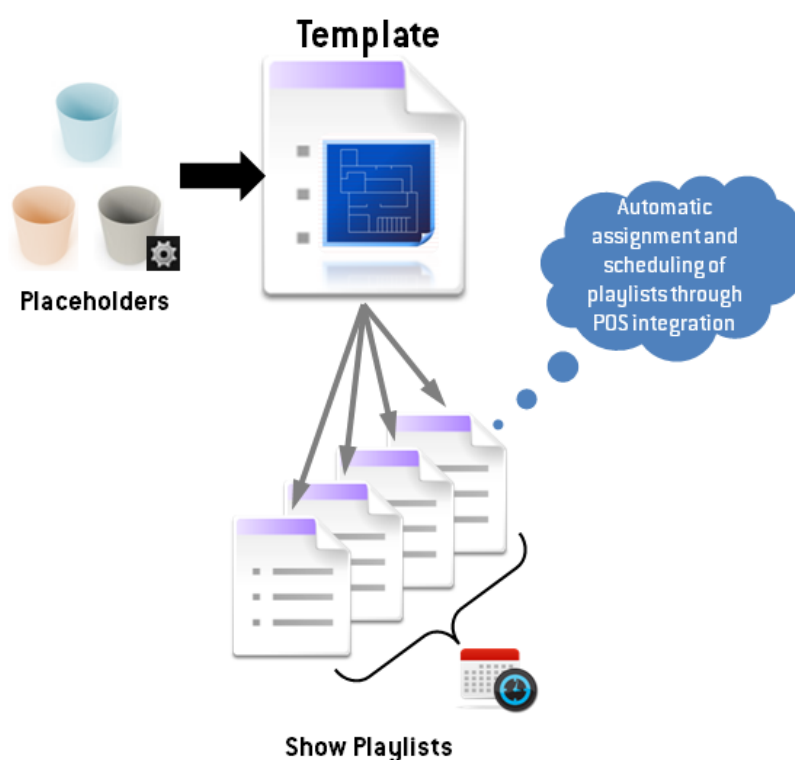 Template
Placeholders
Automatic
assignment and
scheduling of
playlists through
POS integration
Show Playlists